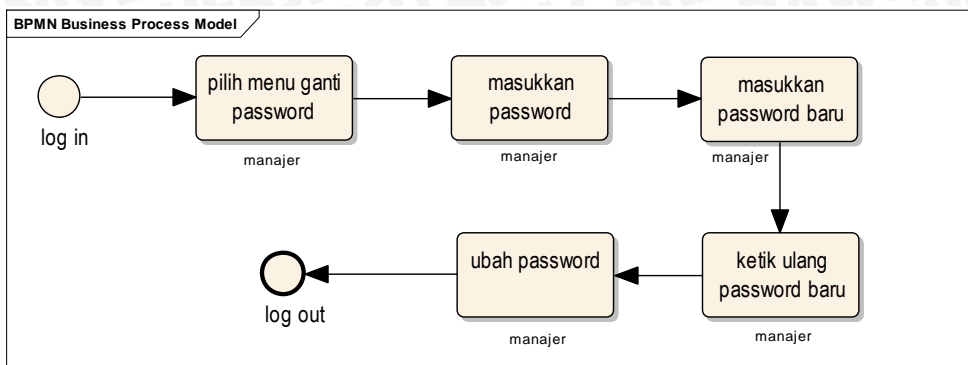 BPMN Business Process Model
pilih menu ganti
password
masukkan
password
masukkan
password baru
log in
manajer
manajer
manajer
ubah password
ketik ulang
password baru
log out
manajer
manajer